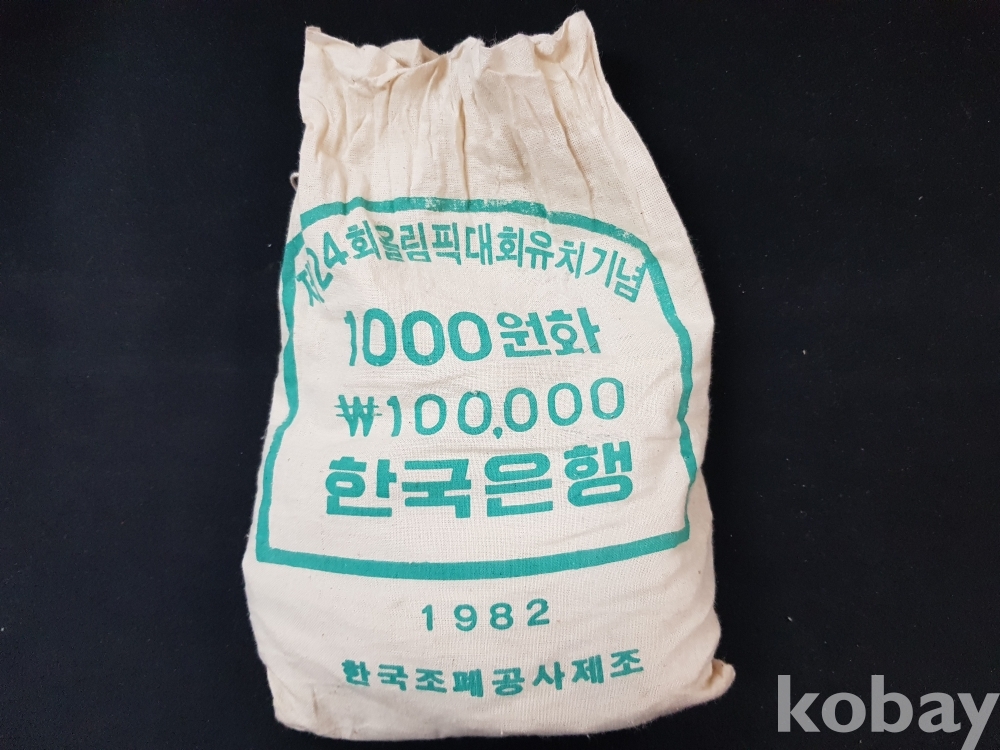 제24회올림픽대회유치기념
1000원화
₩100,000
한국은행
1982
한국조폐공사제조
kobay